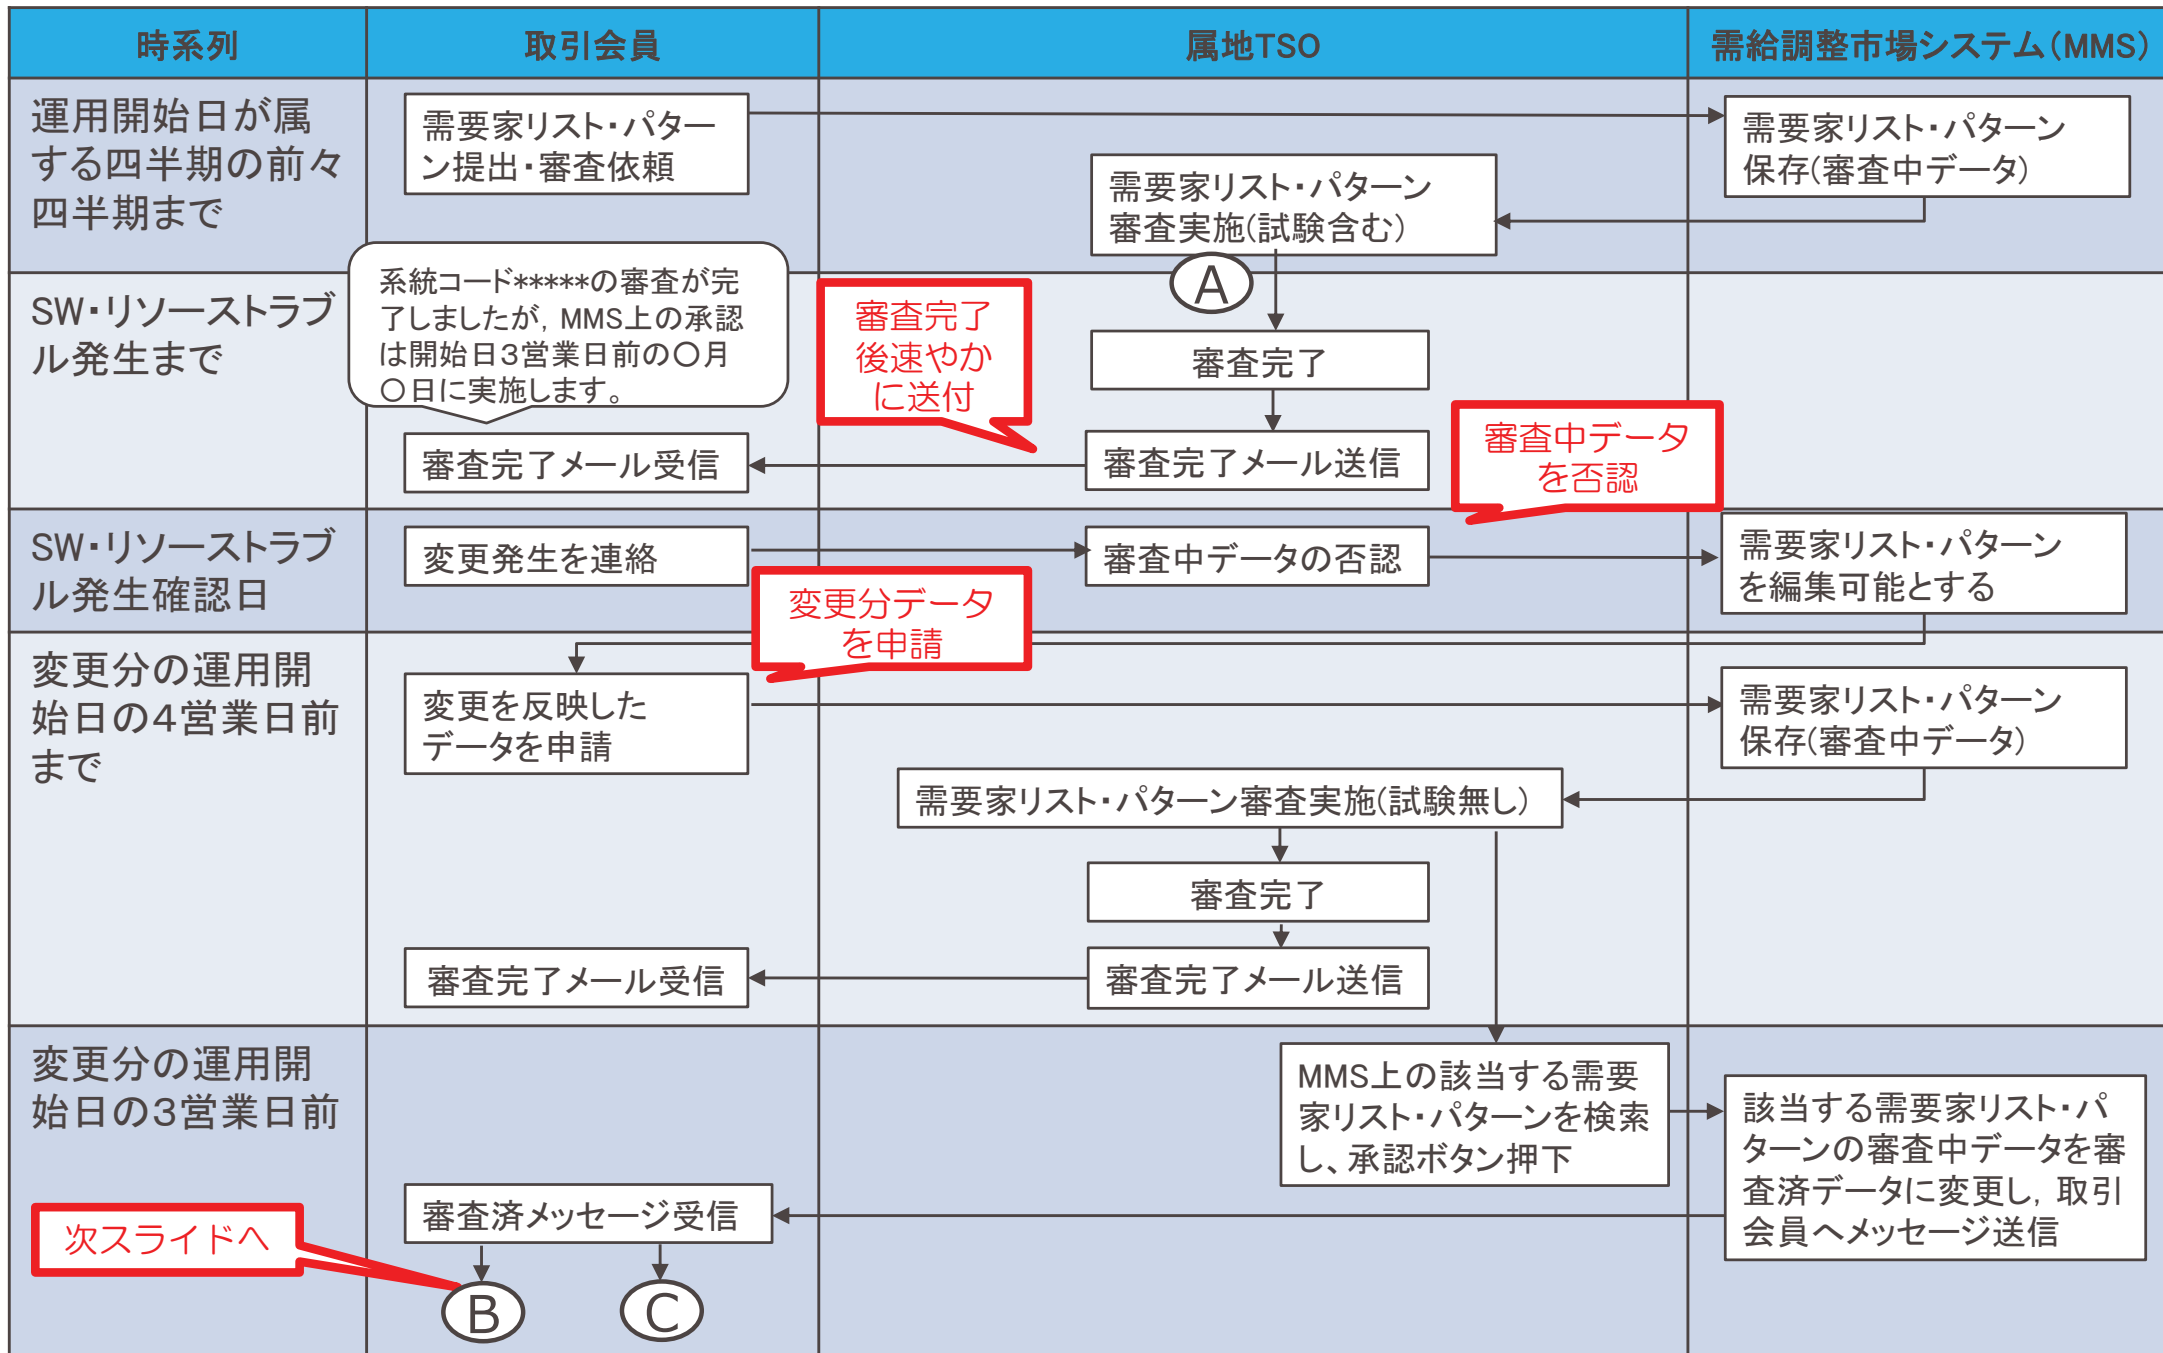 時系列
取引会員
属地TSO
需給調整市場システム(MMS)
運用開始日が属
する四半期の前々
四半期まで
需要家リスト・パター
ン提出・審査依頼
需要家リスト・パターン
保存(審査中データ)
需要家リスト・パターン
審査実施(試験含む)
A
SW・リソーストラブ
ル発生まで
系統コード*****の審査が完
了しましたが, MMS上の承認
は開始日3営業日前の〇月
〇日に実施します。
審査完了
後速やか
に送付
審査完了
審査完了メール受信
審査完了メール送信
審査中データ
を否認
SW・リソーストラブ
ル発生確認日
変更発生を連絡
審査中データの否認
需要家リスト・パターン
を編集可能とする
変更分データ
を申請
変更分の運用開
始日の4営業日前
まで
変更を反映した
データを申請
需要家リスト・パターン
保存(審査中データ)
需要家リスト・パターン審査実施(試験無し)
審査完了
審査完了メール受信
審査完了メール送信
変更分の運用開
始日の3営業日前
MMS上の該当する需要
家リスト・パターンを検索
し、承認ボタン押下
該当する需要家リスト・パ
ターンの審査中データを審
査済データに変更し, 取引
会員へメッセージ送信
審査済メッセージ受信
次スライドへ
B
C